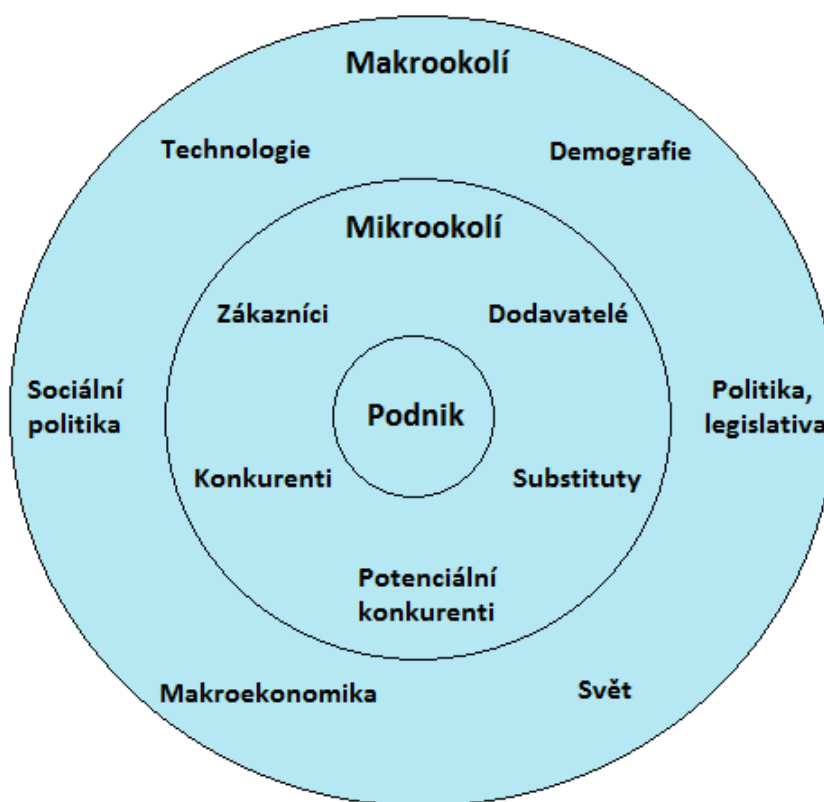 Makrookolí
Technologie
Demografie
Mikrookolí
Zákazníci
Dodavatelé
Sociální
politika
Podnik
Politika,
legislativa
Konkurenti
Substituty
Potenciální
konkurenti
Makroekonomika
Svět